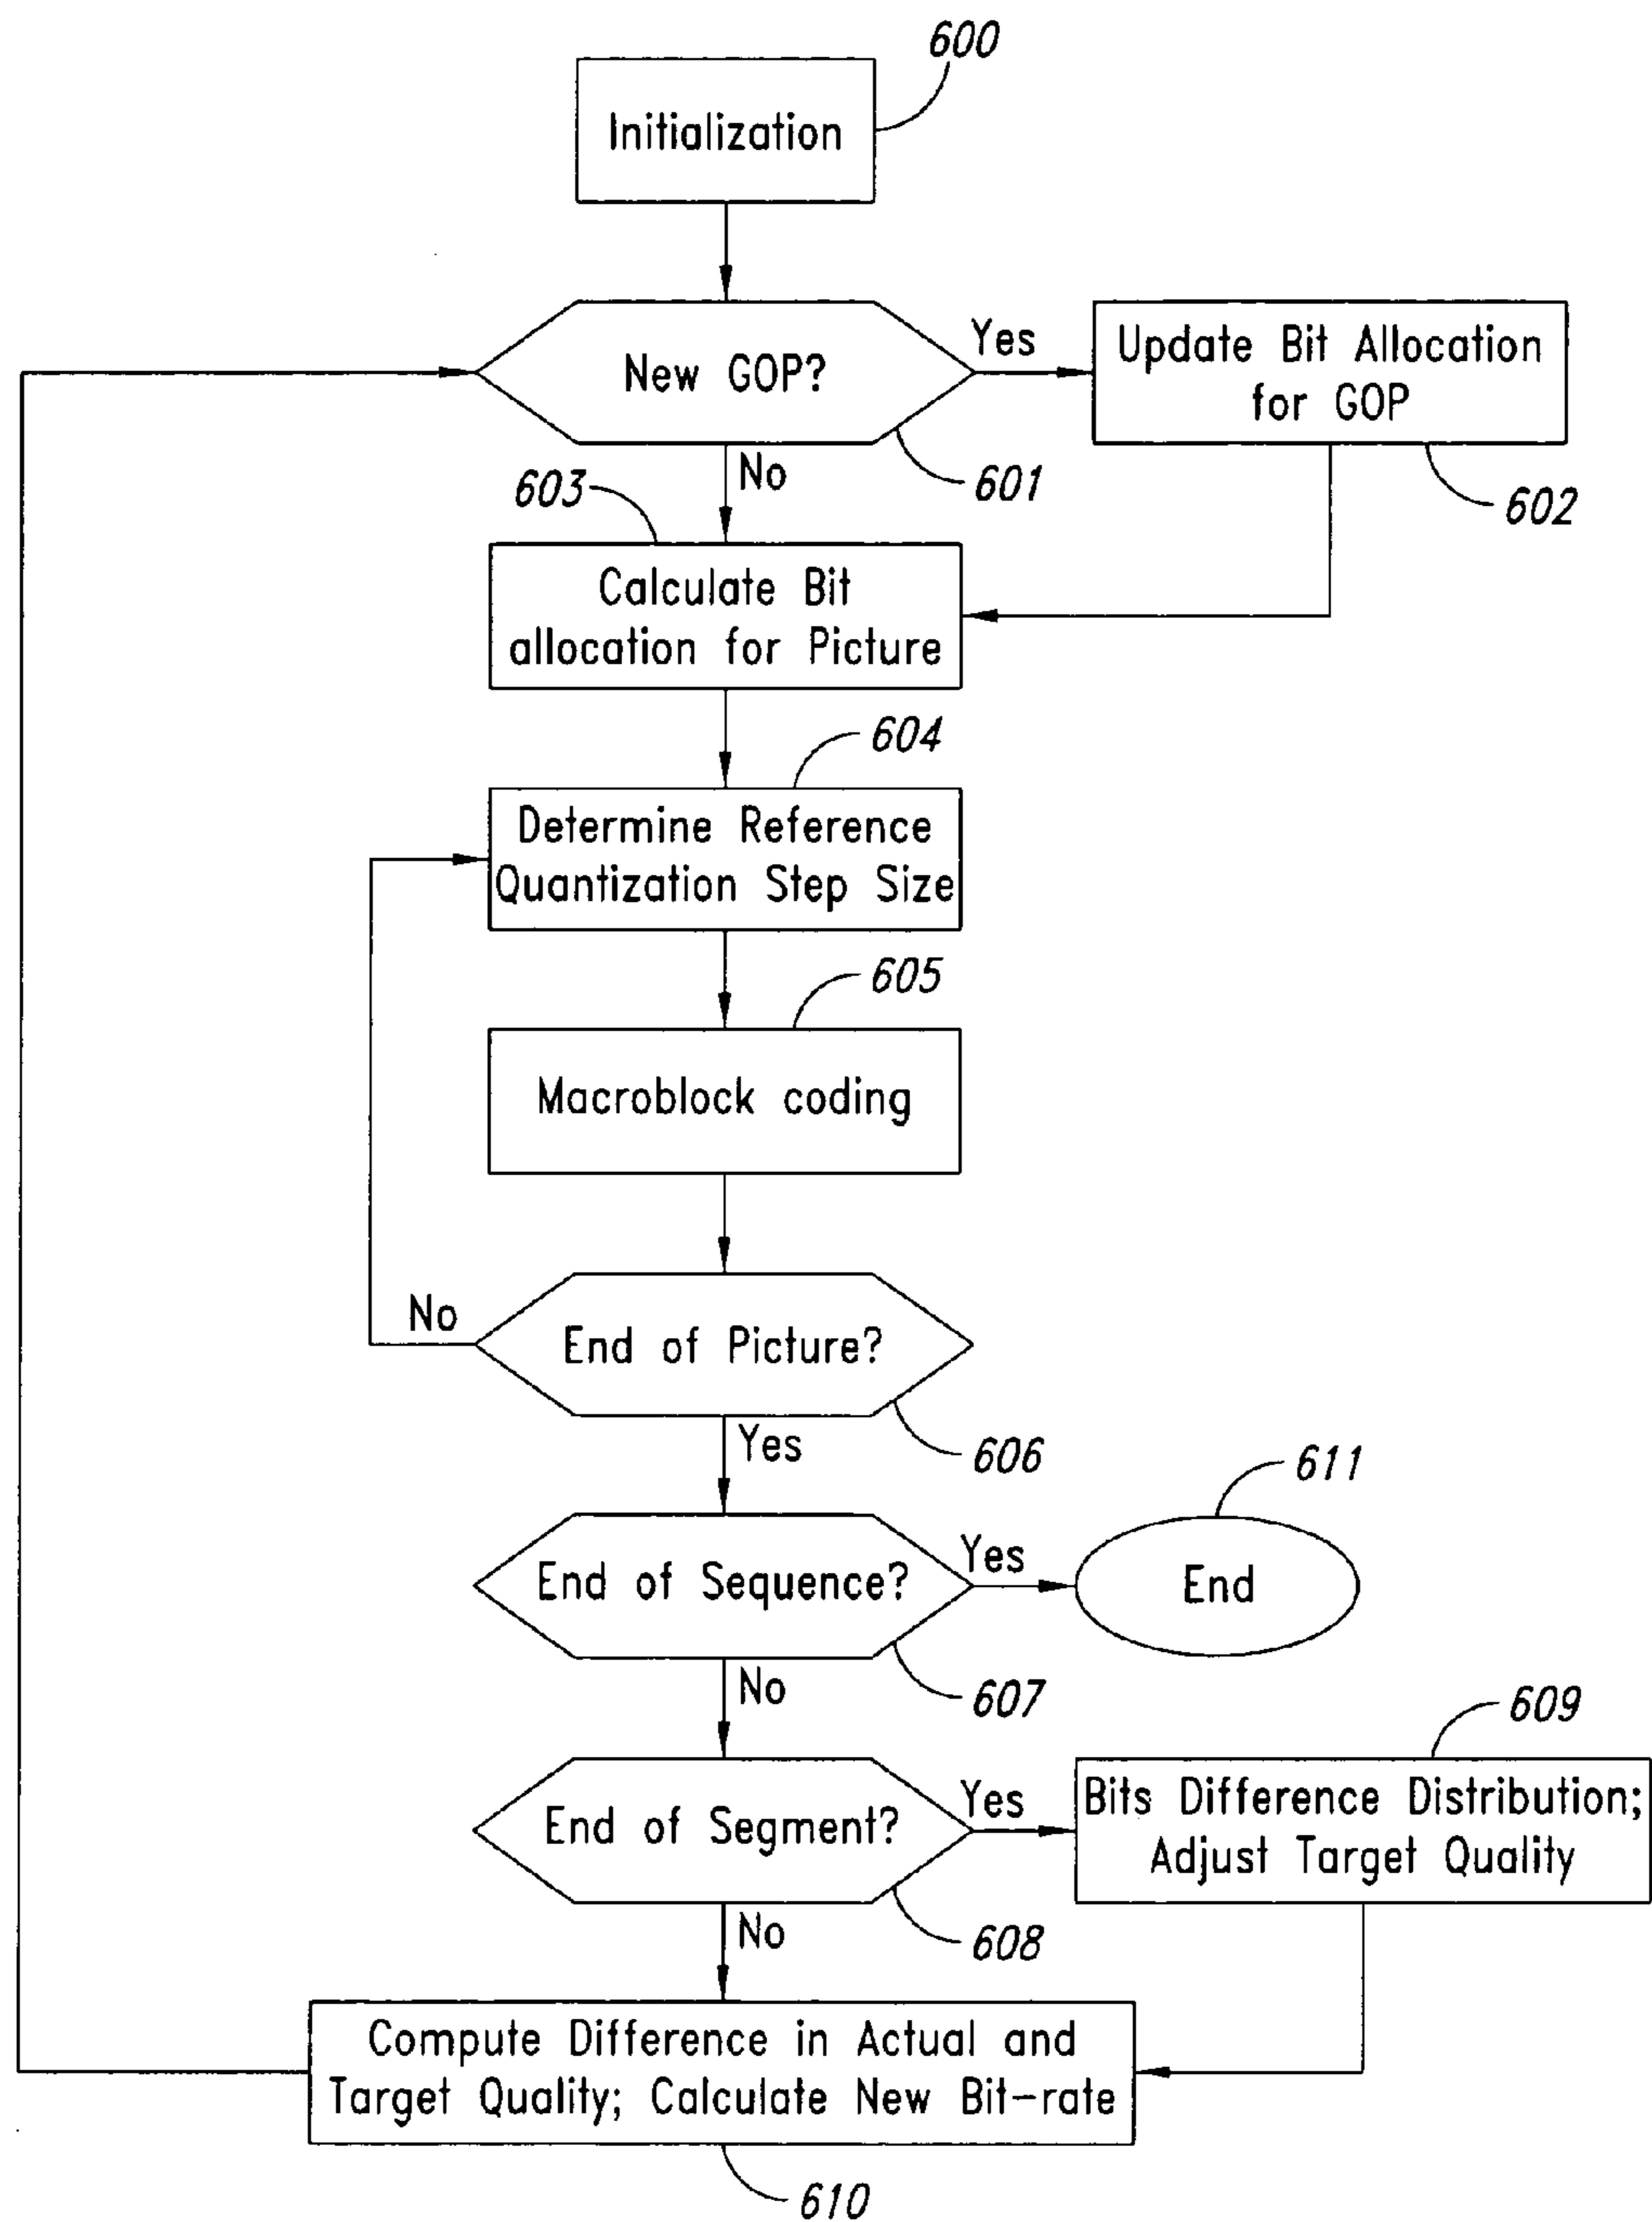 600
Initialization
New GOP?
Yes
Update Bit Allocation
for GOP
No
601
602
603
Calculate Bit
allocation for Picture
604
Determine Reference
Quantization Step Size
605
Macroblock coding
No
End of Picture?
Yes
606
611
End of Sequence?
Yes
End
No
607
609
End of Segment?
Yes
Bits Difference Distribution;
Adjust Target Quality
No
608
Compute Difference in Actual and
Target Quality; Calculate New Bit-rate
610